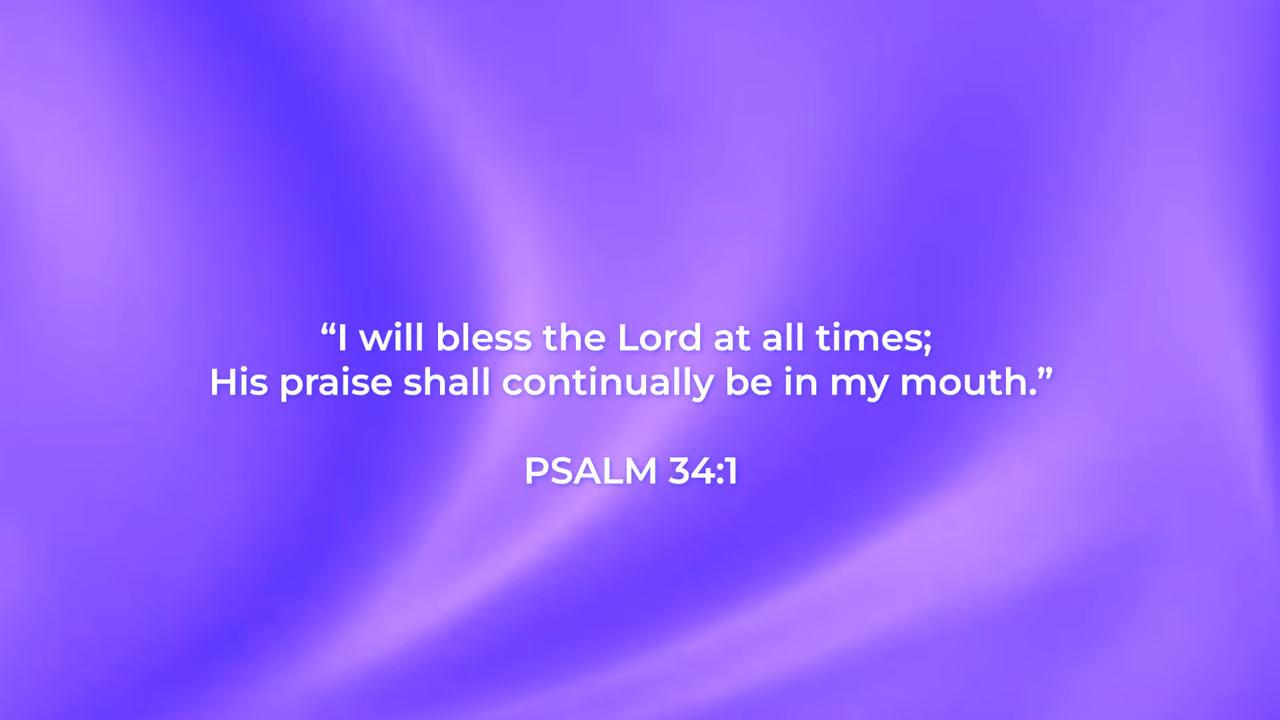 “I will bless the Lord at all times;
His praise shall continually be in my mouth.”
PSALM 34:1